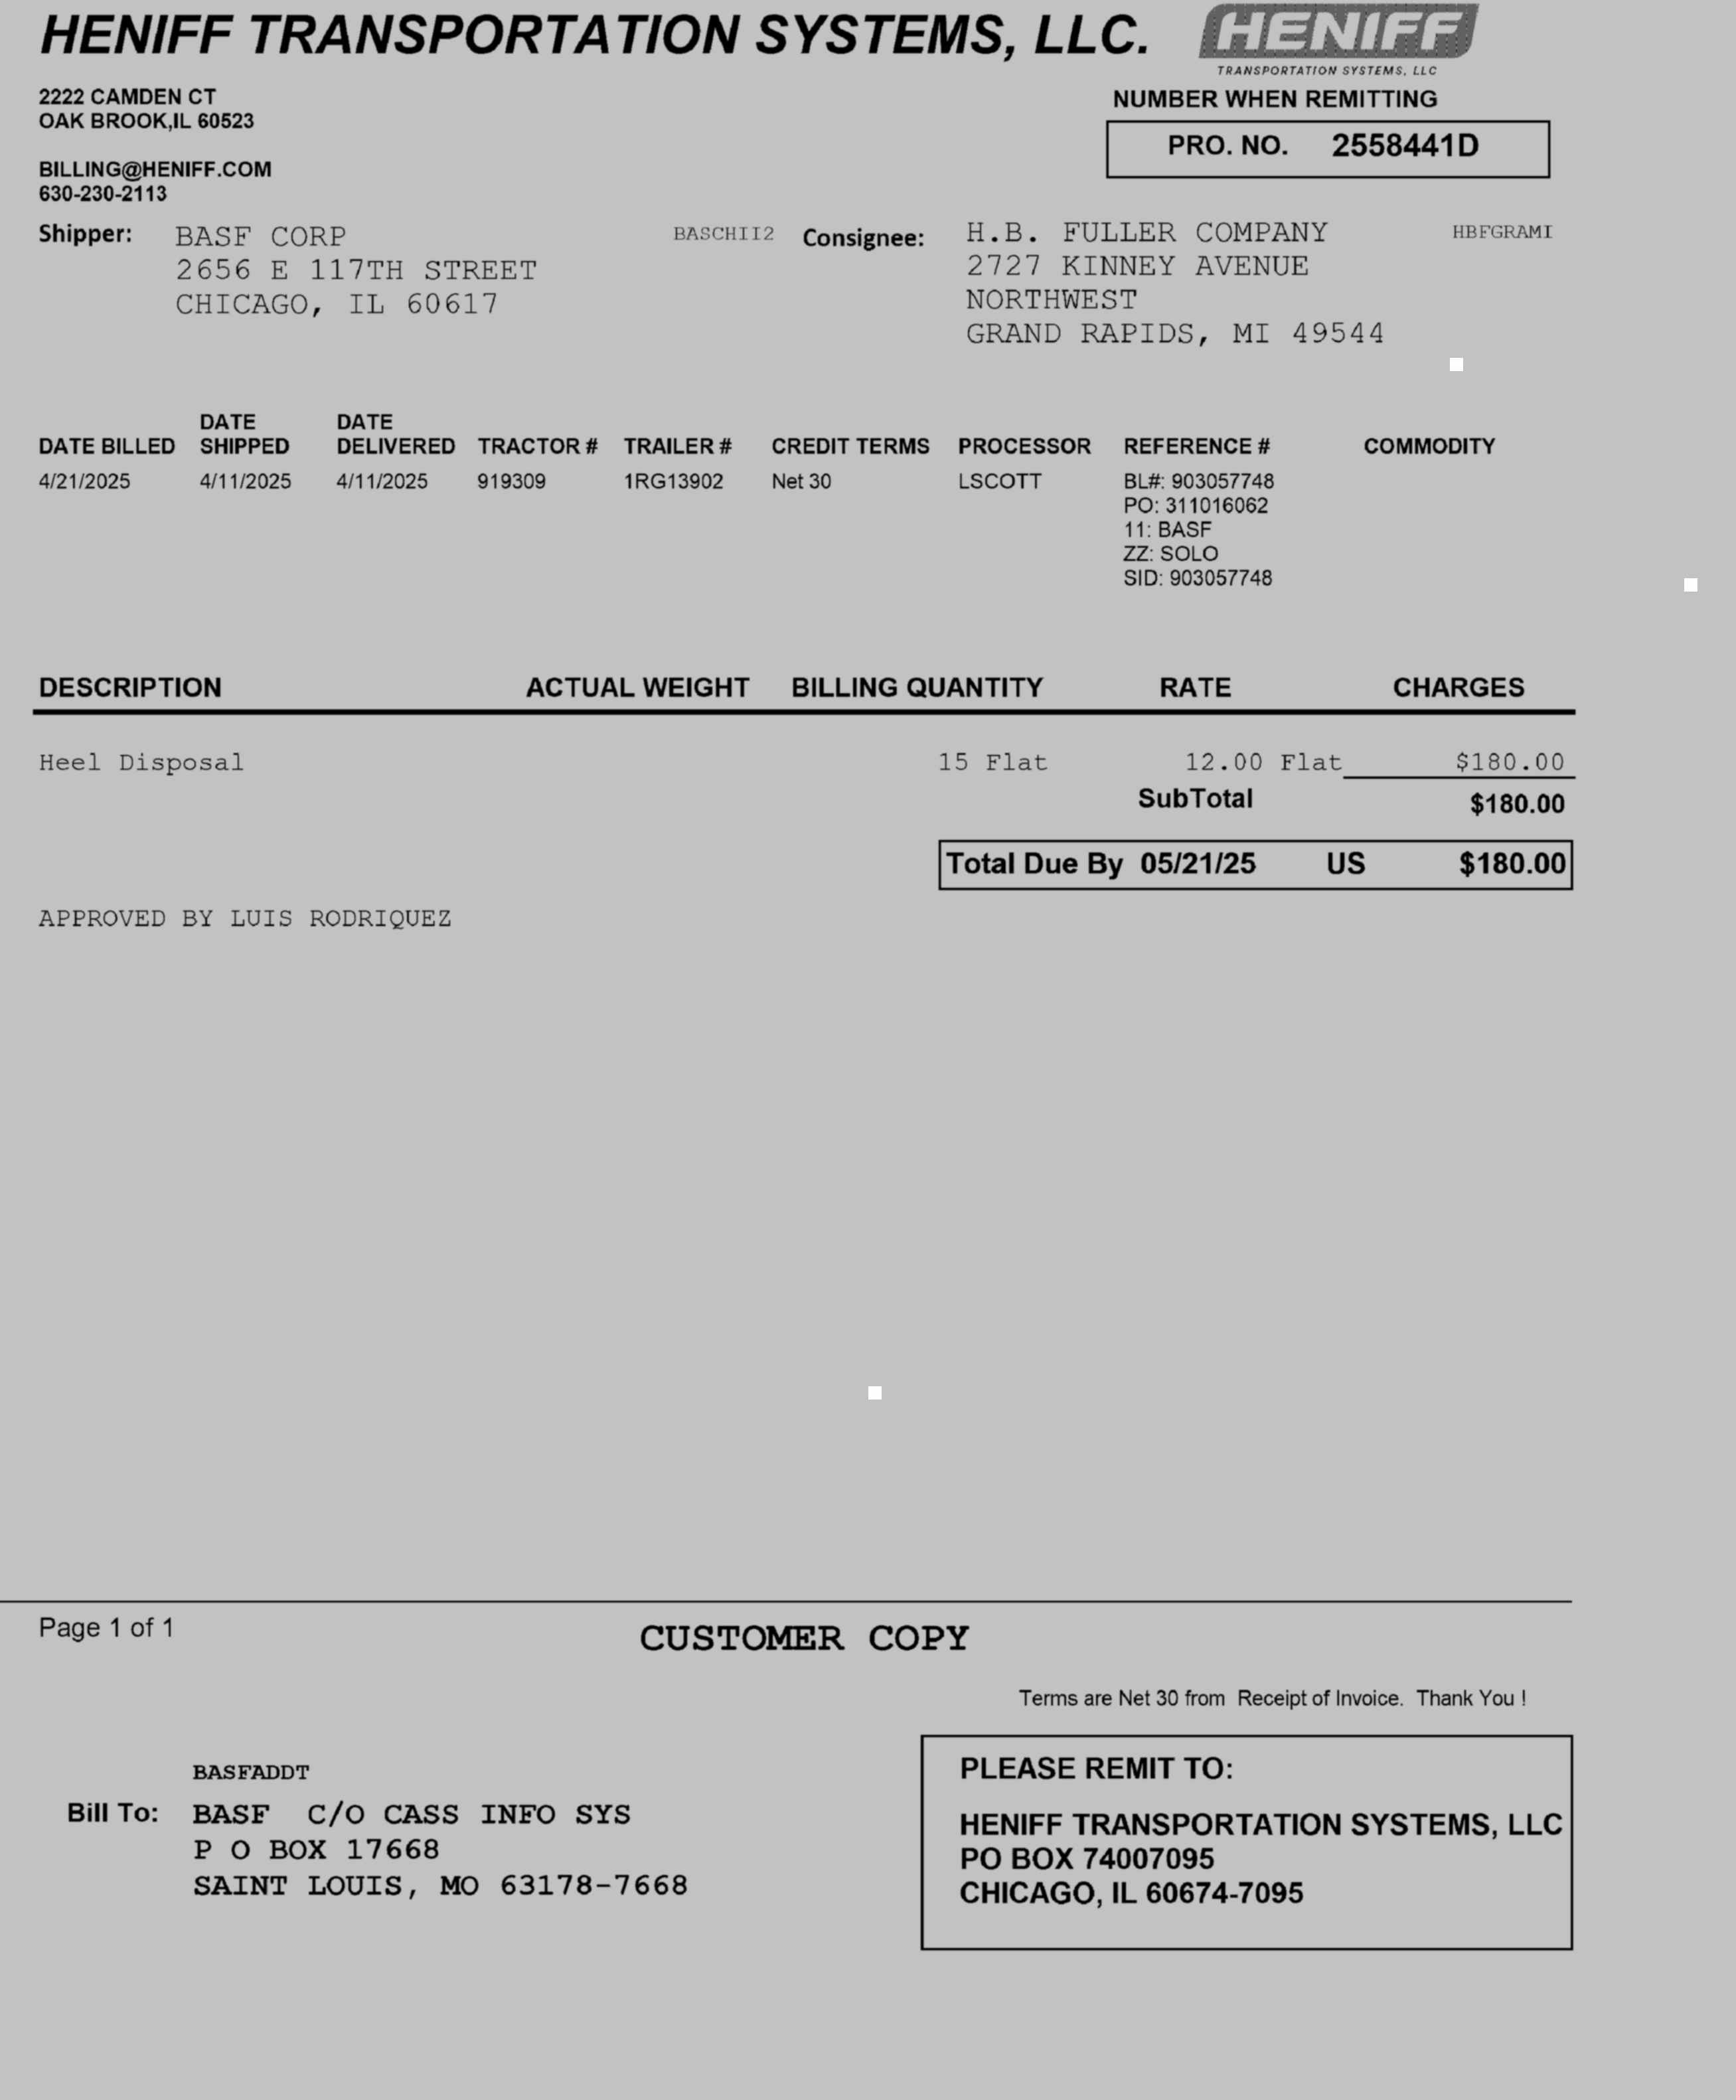 HENIFF TRANSPORTATION SYSTEMS, LLC.
HENIFF
TRANSPORTATION SYSTEMS, LLC
2222 CAMDEN CT
OAK BROOK,IL 60523
NUMBER WHEN REMITTING
PRO. NO. 2558441D
BILLING@HENIFF.COM
630-230-2113
Shipper: BASF CORP BASCHII2
2656 E 117TH STREET
CHICAGO, IL 60617
Consignee: H.B. FULLER COMPANY HBFGRAMI
2727 KINNEY AVENUE
NORTHWEST
GRAND RAPIDS, MI 49544
DATE BILLED DATE SHIPPED DATE DELIVERED TRACTOR # TRAILER # CREDIT TERMS PROCESSOR REFERENCE # COMMODITY
4/21/2025 4/11/2025 4/11/2025 919309 1RG13902 Net 30 LSCOTT BL#: 903057748
PO: 311016062
11: BASF
ZZ: SOLO
SID: 903057748
DESCRIPTION ACTUAL WEIGHT BILLING QUANTITY RATE CHARGES
Heel Disposal 15 Flat 12.00 Flat $180.00
SubTotal $180.00
Total Due By 05/21/25 US $180.00
APPROVED BY LUIS RODRIQUEZ
Page 1 of 1
CUSTOMER COPY
Terms are Net 30 from Receipt of Invoice. Thank You !
BASFADDT
Bill To: BASF C/O CASS INFO SYS
P O BOX 17668
SAINT LOUIS, MO 63178-7668
PLEASE REMIT TO:
HENIFF TRANSPORTATION SYSTEMS, LLC
PO BOX 74007095
CHICAGO, IL 60674-7095